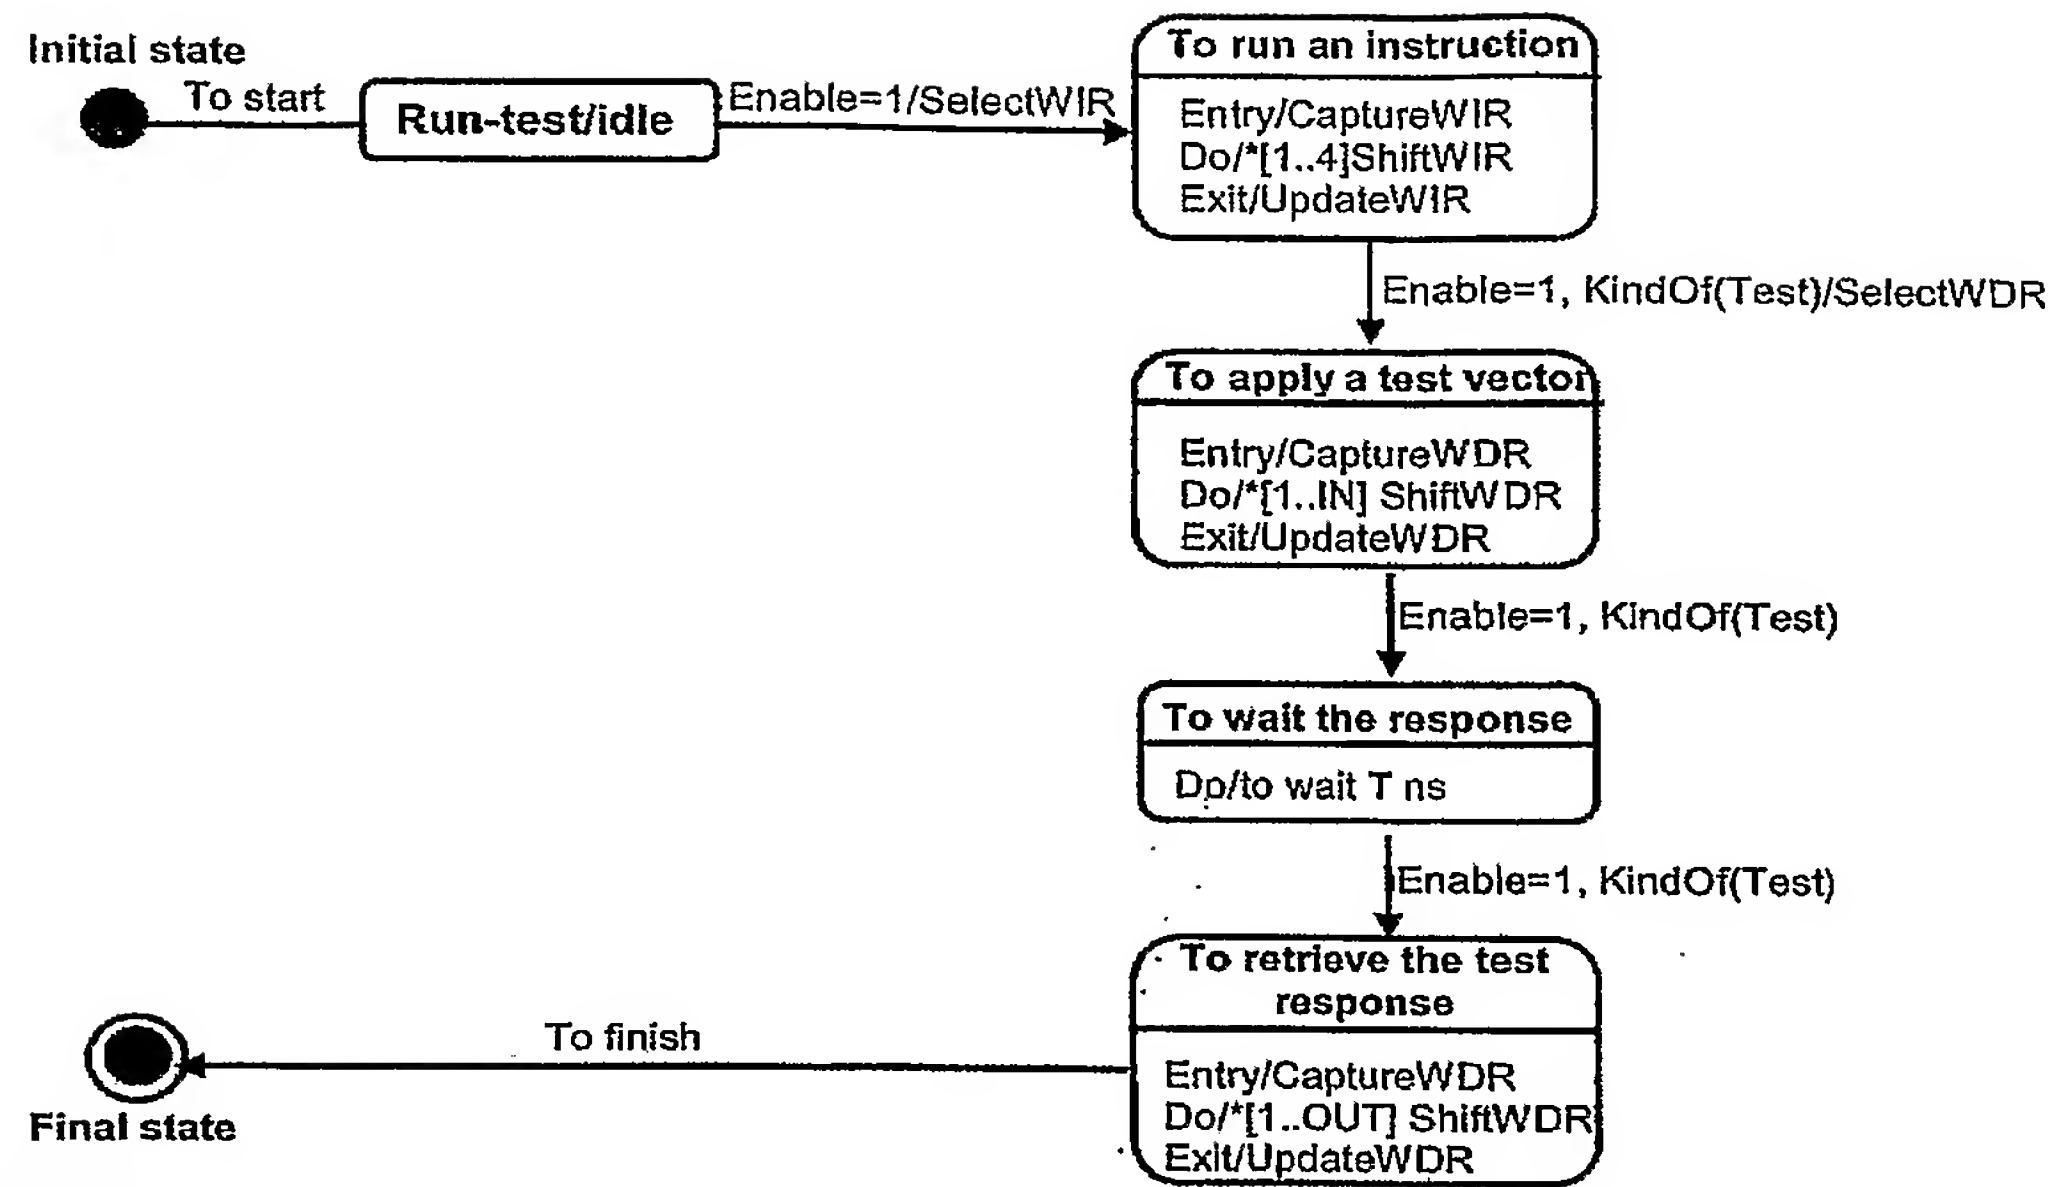 Initial state
To start
Run-test/idle
Enable=1/SelectWIR
To run an instruction
Entry/CaptureWIR
Do/*[1..4]ShiftWIR
Exit/UpdateWIR
Enable=1, KindOf(Test)/SelectWDR
To apply a test vector
Entry/CaptureWDR
Do/*[1..IN] ShiftWDR
Exit/UpdateWDR
Enable=1, KindOf(Test)
To wait the response
Do/to wait T ns
Enable=1, KindOf(Test)
To retrieve the test
response
Entry/CaptureWDR
Do/*[1..OUT] ShiftWDR
Exit/UpdateWDR
To finish
Final state